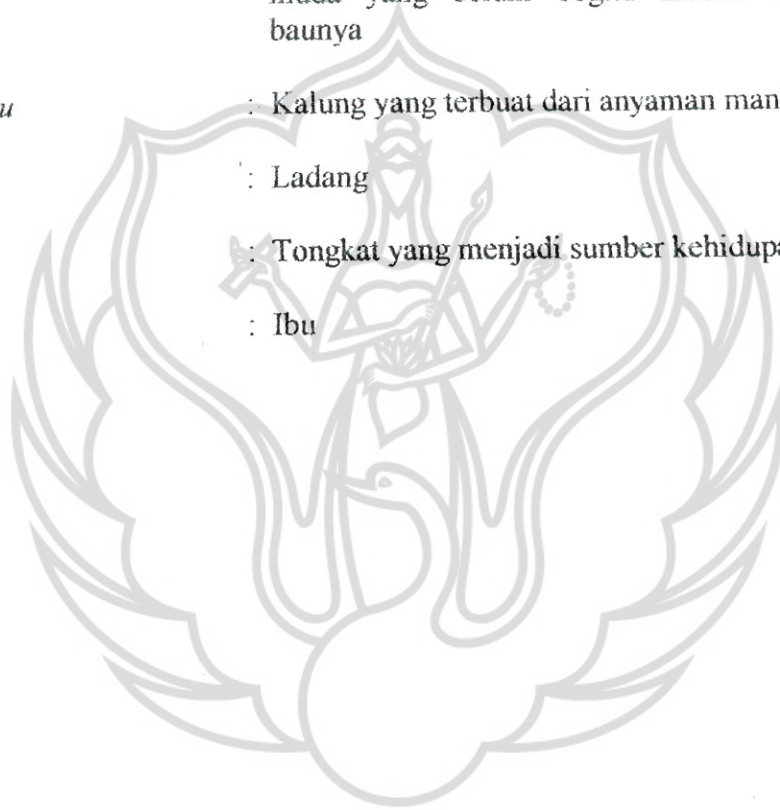 baunya
u : Kalung yang terbuat dari anyaman man
: Ladang
: Tongkat yang menjadi sumber kehidupa
: Ibu